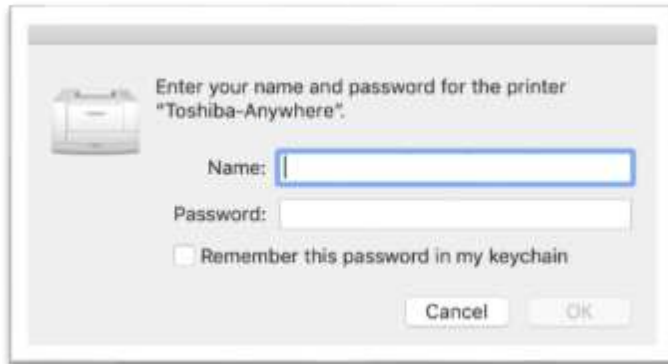 Enter your name and password for the printer
"Toshiba-Anywhere".
Name:
Password:
Remember this password in my keychain
Cancel
OK